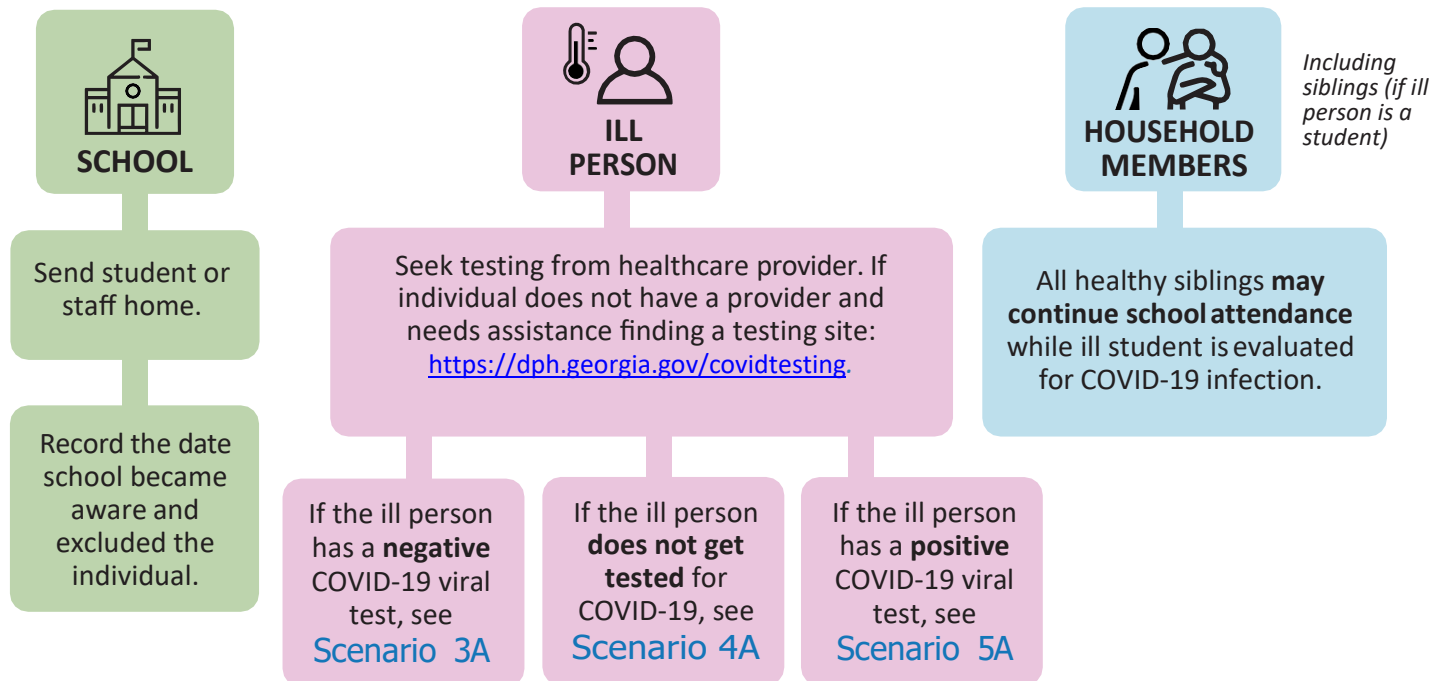 SCHOOL
Send student or
staff home.
Record the date
school became
aware and
excluded the
individual.
ILL
PERSON
Seek testing from healthcare provider. If
individual does not have a provider and
needs assistance finding a testing site:
https://dph.georgia.gov/covidtesting.
If the ill person
has a negative
COVID-19 viral
test, see
Scenario 3A
If the ill person
does not get
tested for
COVID-19, see
Scenario 4A
If the ill person
has a positive
COVID-19 viral
test, see
Scenario 5A
HOUSEHOLD
MEMBERS
Including
siblings (if ill
person is a
student)
All healthy siblings may
continue school attendance
while ill student is evaluated
for COVID-19 infection.